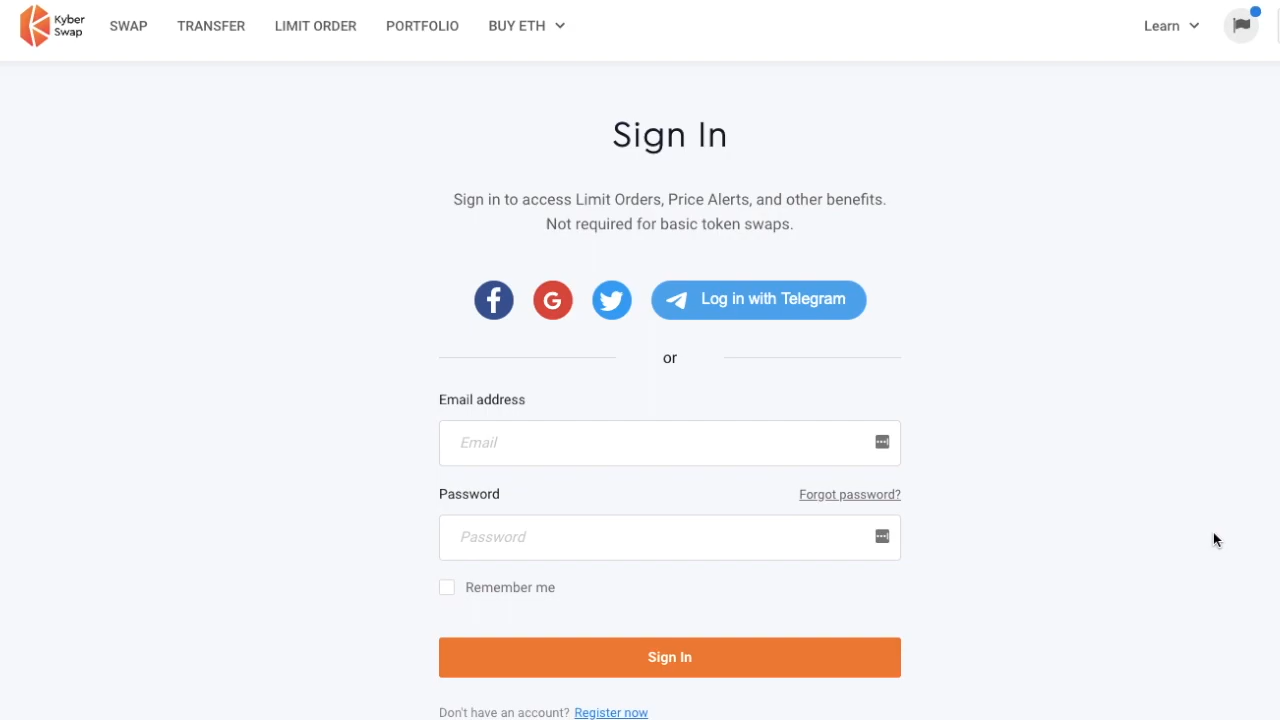 Kyber
Swap
SWAP
TRANSFER
LIMIT ORDER
PORTFOLIO
BUY ETH
Learn
Sign In
Sign in to access Limit Orders, Price Alerts, and other benefits.
Not required for basic token swaps.
Log in with Telegram
or
Email address
Email
Password
Forgot password?
Password
Remember me
Sign In
Don't have an account? Register now